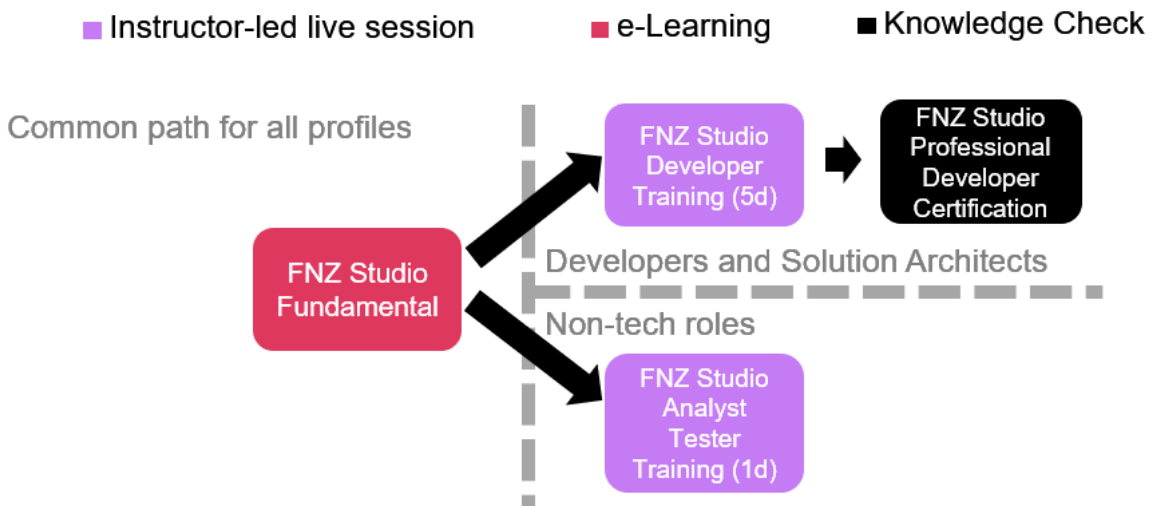 Instructor-led live session
e-Learning
Knowledge Check
Common path for all profiles
FNZ Studio
Developer
Training (5d)
FNZ Studio
Professional
Developer
Certification
FNZ Studio
Fundamental
Developers and Solution Architects
Non-tech roles
FNZ Studio
Analyst
Tester
Training (1d)